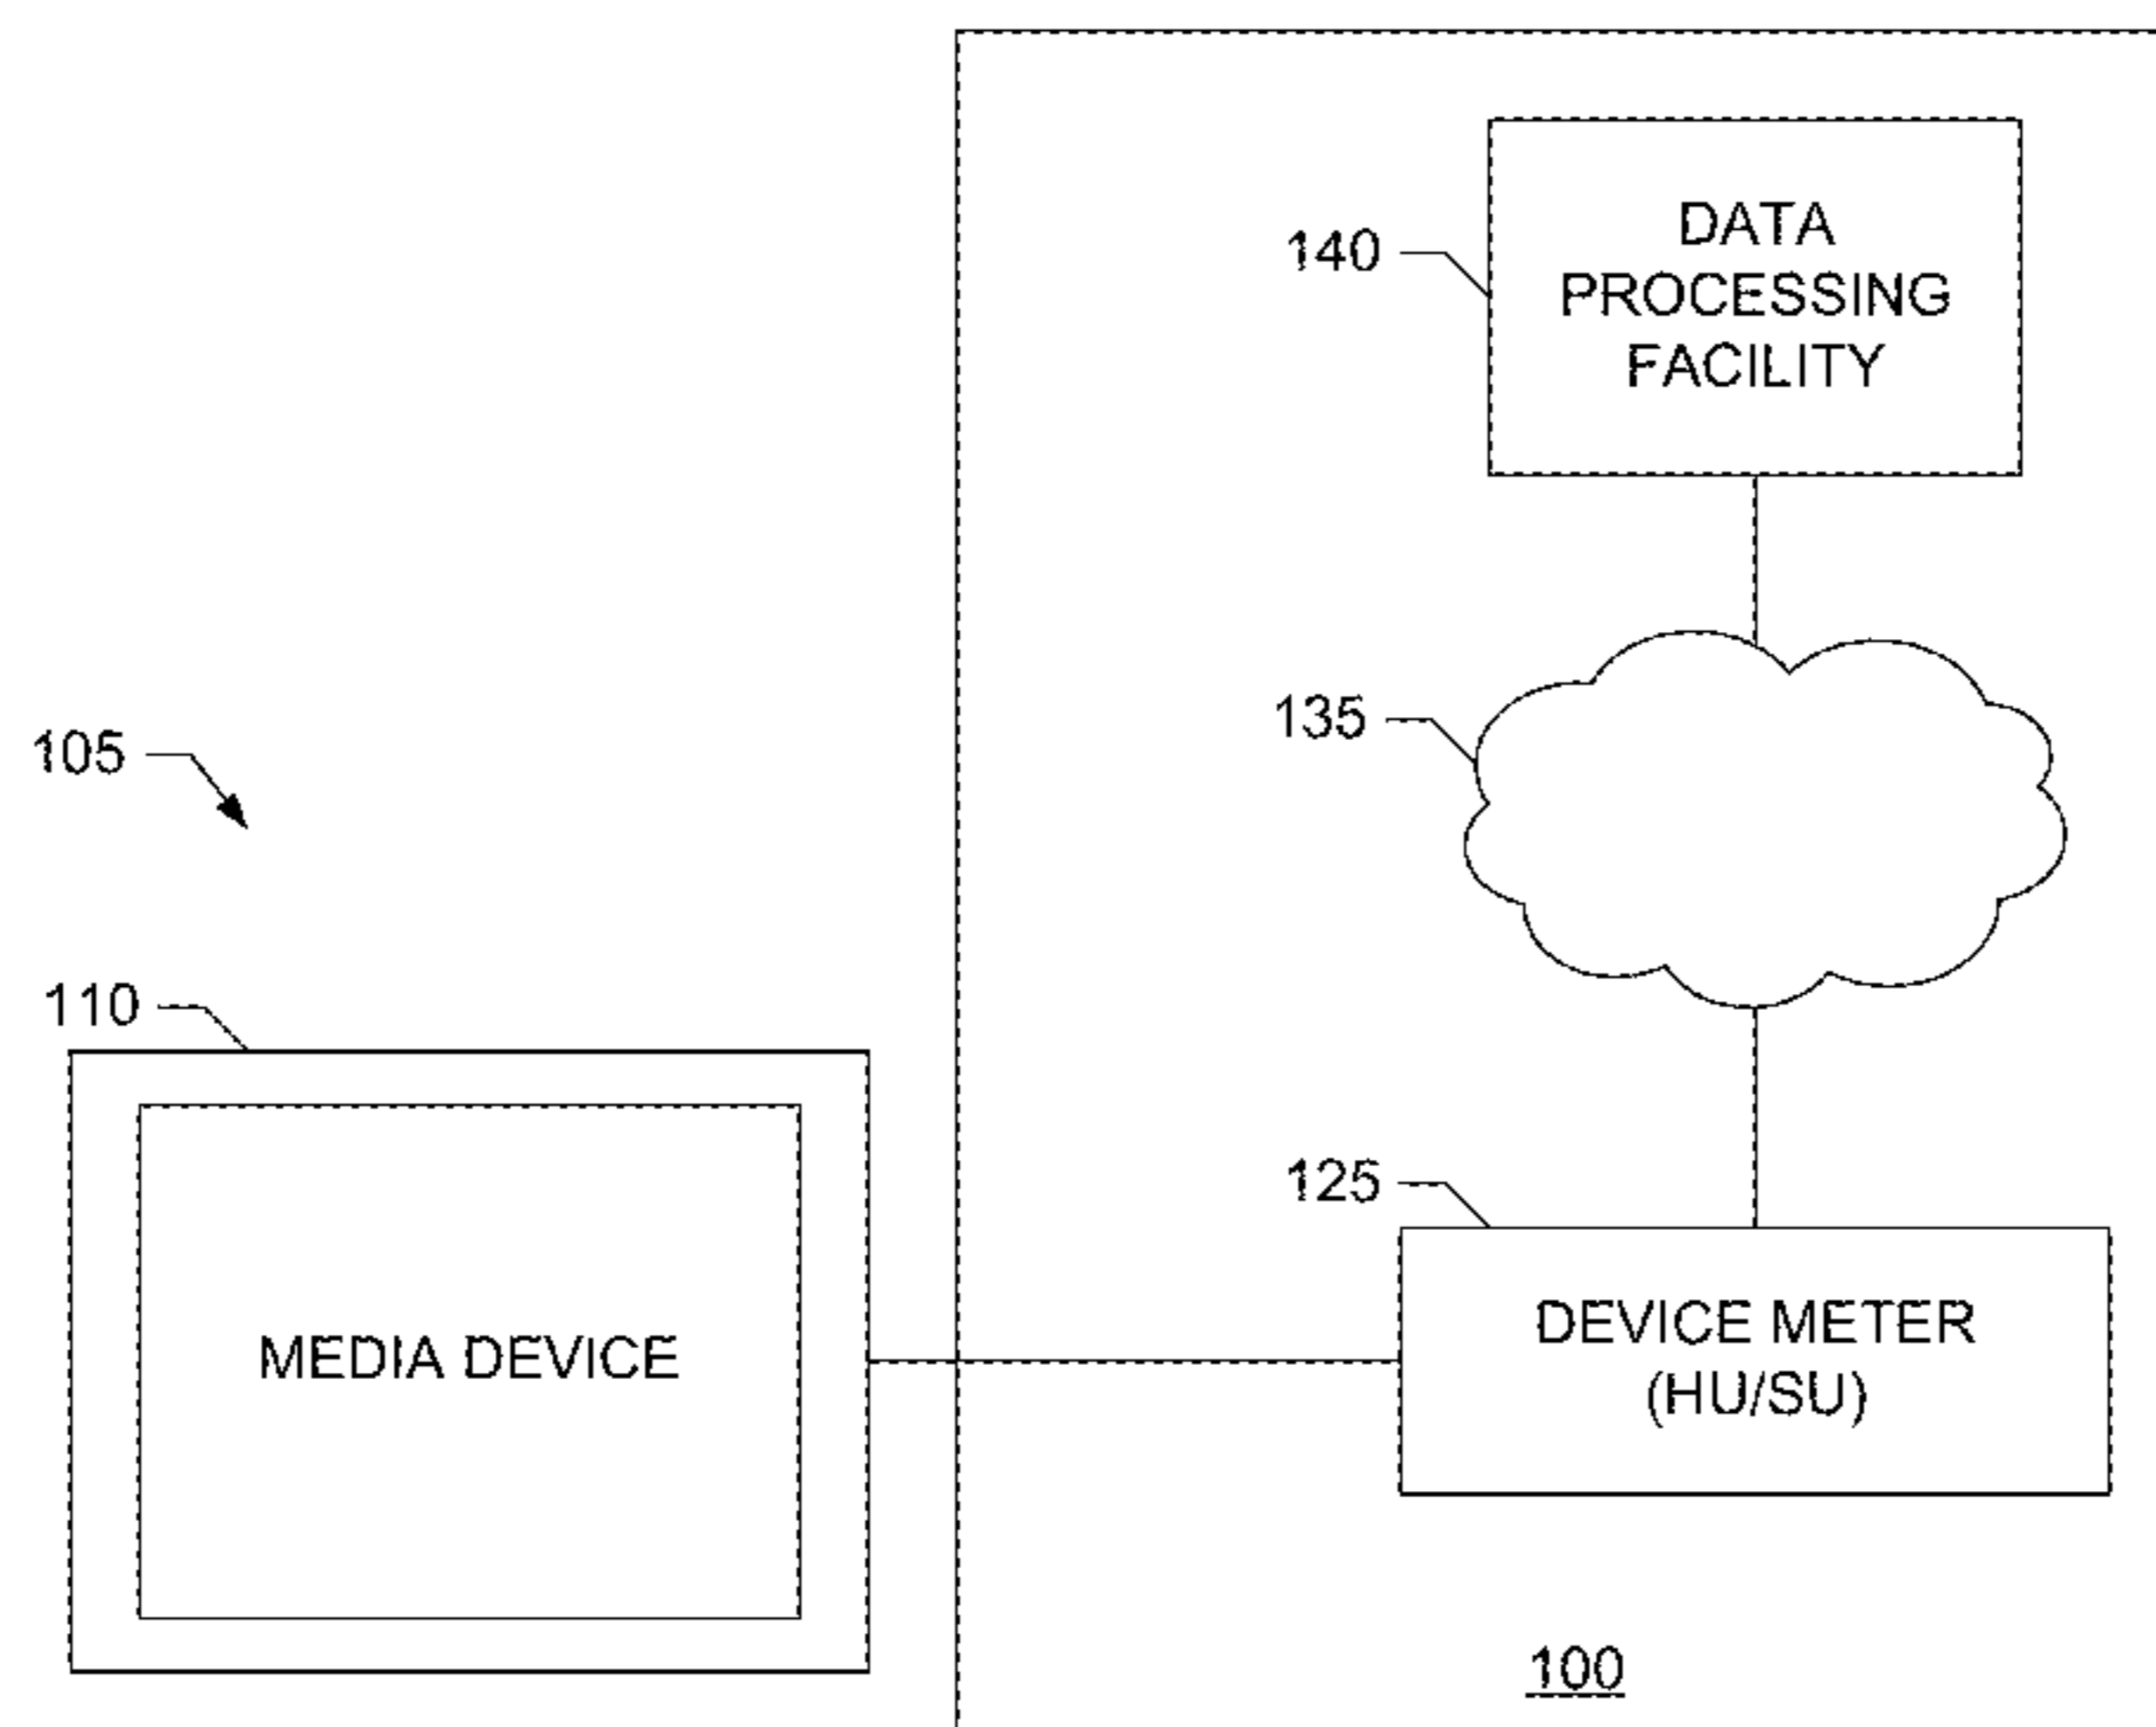 140
DATA
PROCESSING
FACILITY
135
105
110
125
MEDIA DEVICE
DEVICE METER
(HU/SU)
100